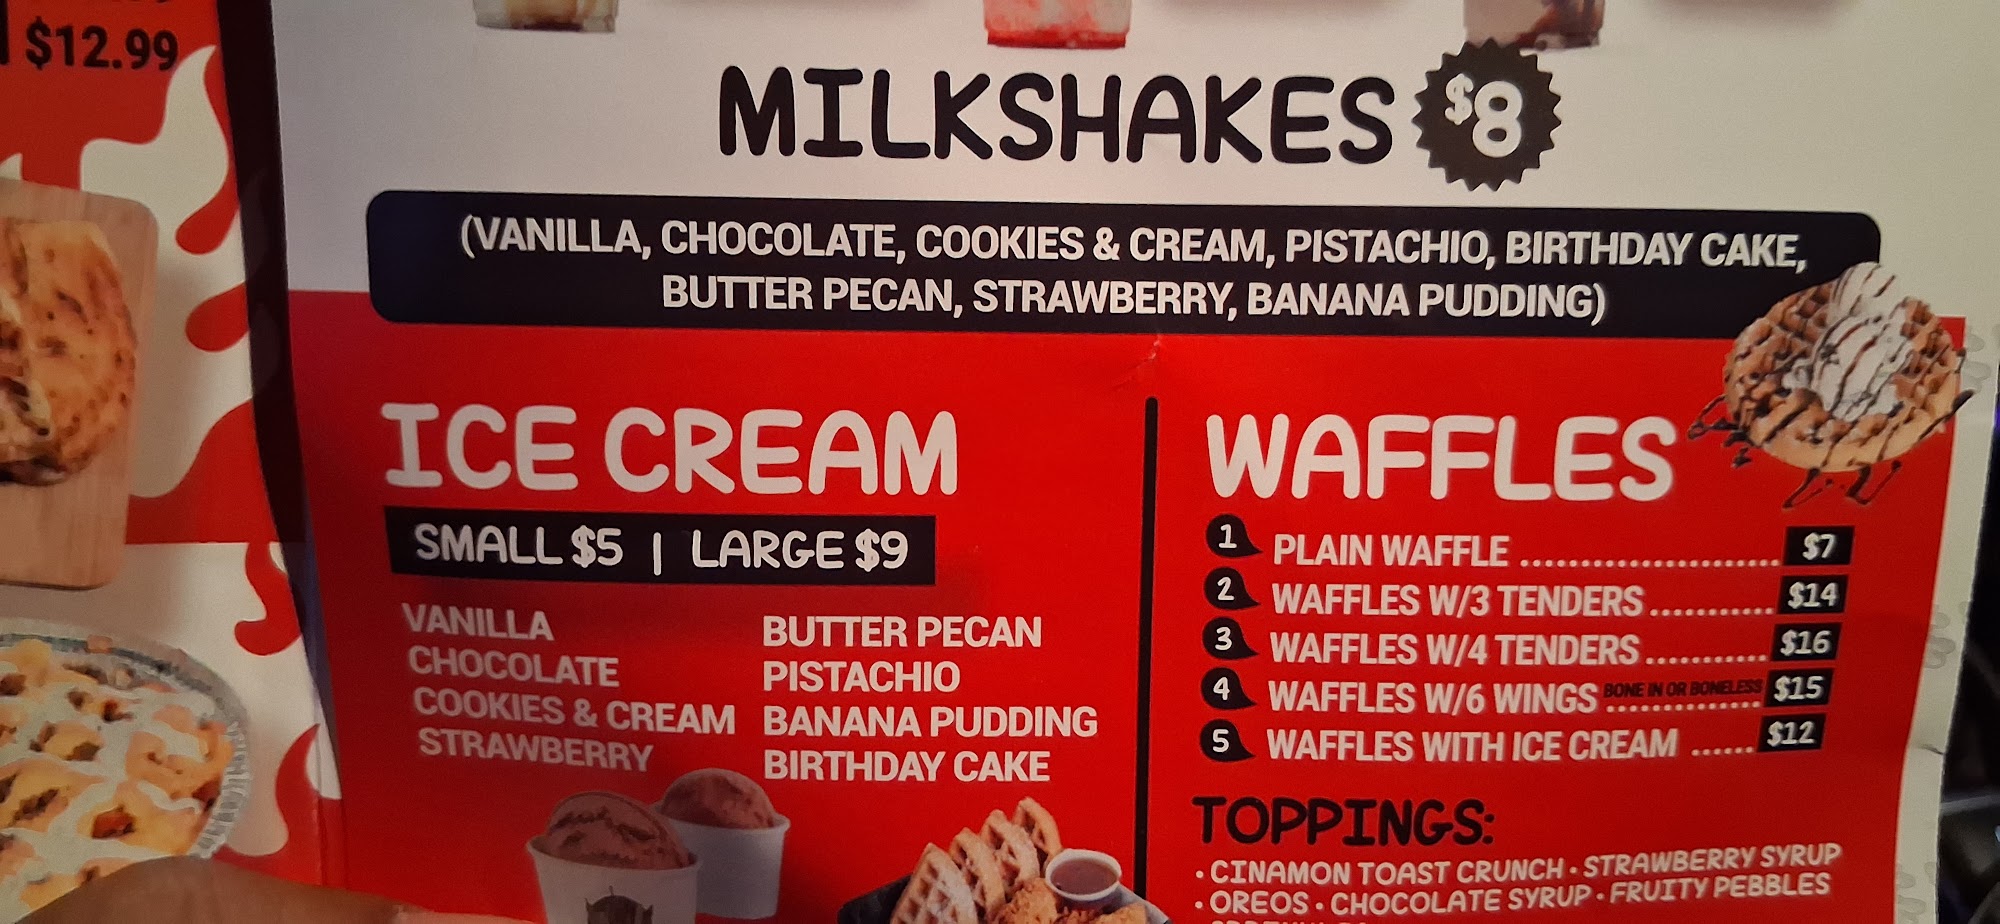 $12.99
MILKSHAKES $8
(VANILLA, CHOCOLATE, COOKIES & CREAM, PISTACHIO, BIRTHDAY CAKE,
BUTTER PECAN, STRAWBERRY, BANANA PUDDING)
ICE CREAM
SMALL $5 | LARGE $9
VANILLA
CHOCOLATE
COOKIES & CREAM
STRAWBERRY
BUTTER PECAN
PISTACHIO
BANANA PUDDING
BIRTHDAY CAKE
WAFFLES
1 PLAIN WAFFLE ...................... $7
2 WAFFLES W/3 TENDERS ........... $14
3 WAFFLES W/4 TENDERS ........... $16
4 WAFFLES W/6 WINGS BONE IN OR BONELESS .............. $15
5 WAFFLES WITH ICE CREAM ...... $12
TOPPINGS:
· CINAMON TOAST CRUNCH · STRAWBERRY SYRUP
· OREOS · CHOCOLATE SYRUP · FRUITY PEBBLES